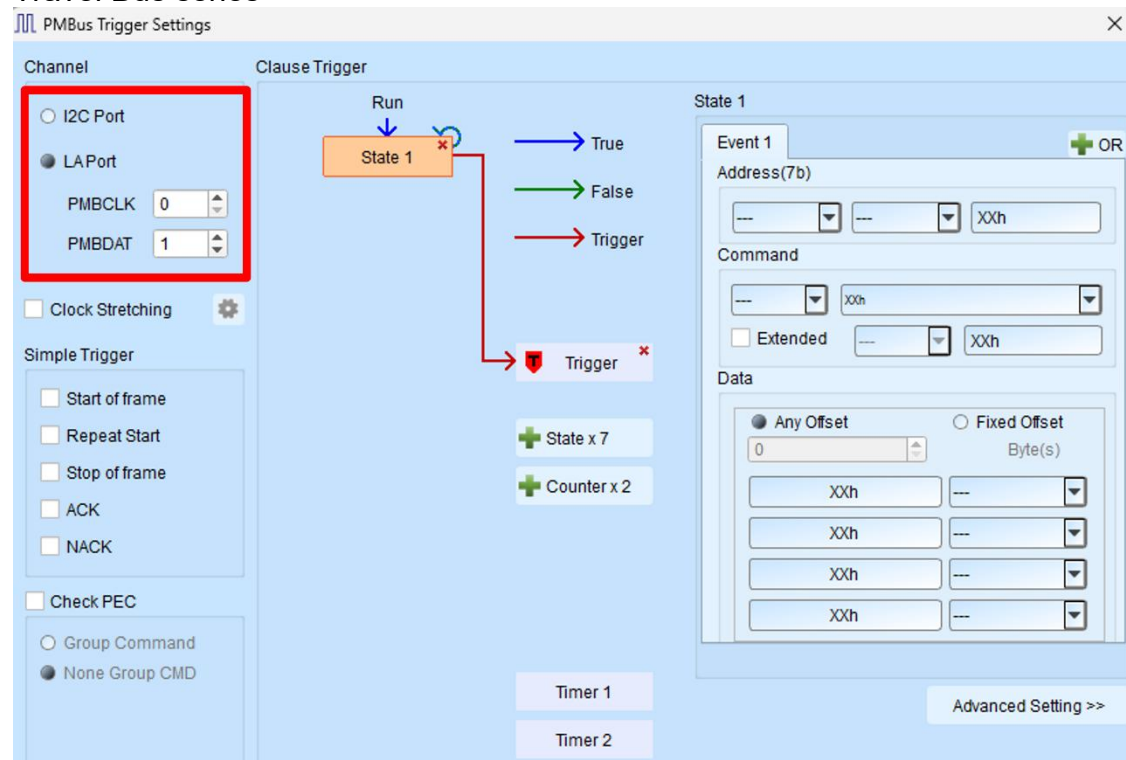 PMBus Trigger Settings
Channel
I2C Port
LA Port
PMBCLK 0
PMBDAT 1
Clock Stretching
Simple Trigger
Start of frame
Repeat Start
Stop of frame
ACK
NACK
Check PEC
Group Command
None Group CMD
Clause Trigger
Run
State 1
True
False
Trigger
T Trigger
State x 7
Counter x 2
Timer 1
Timer 2
State 1
Event 1
OR
Address(7b)
--- --- XXh
Command
--- XXh
Extended --- XXh
Data
Any Offset Fixed Offset
0 Byte(s)
XXh ---
XXh ---
XXh ---
XXh ---
Advanced Setting >>